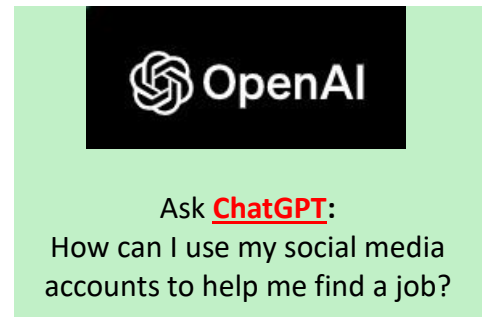 OpenAI
Ask ChatGPT:
How can I use my social media
accounts to help me find a job?